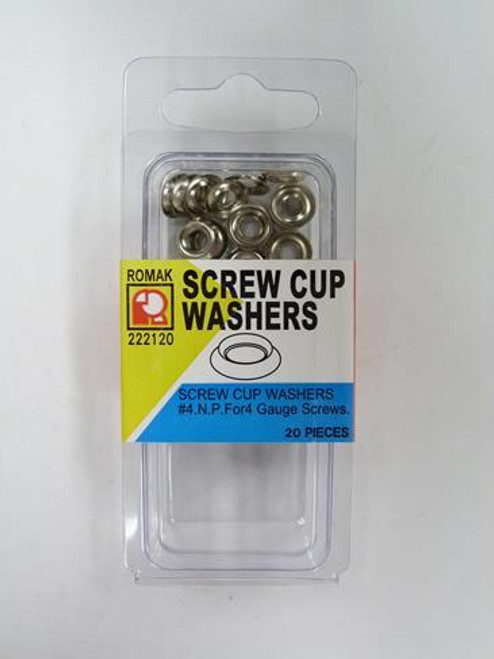 ROMAK
222120
SCREW CUP
WASHERS
SCREW CUP WASHERS
#4.N.P.For4 Gauge Screws.
20 PIECES